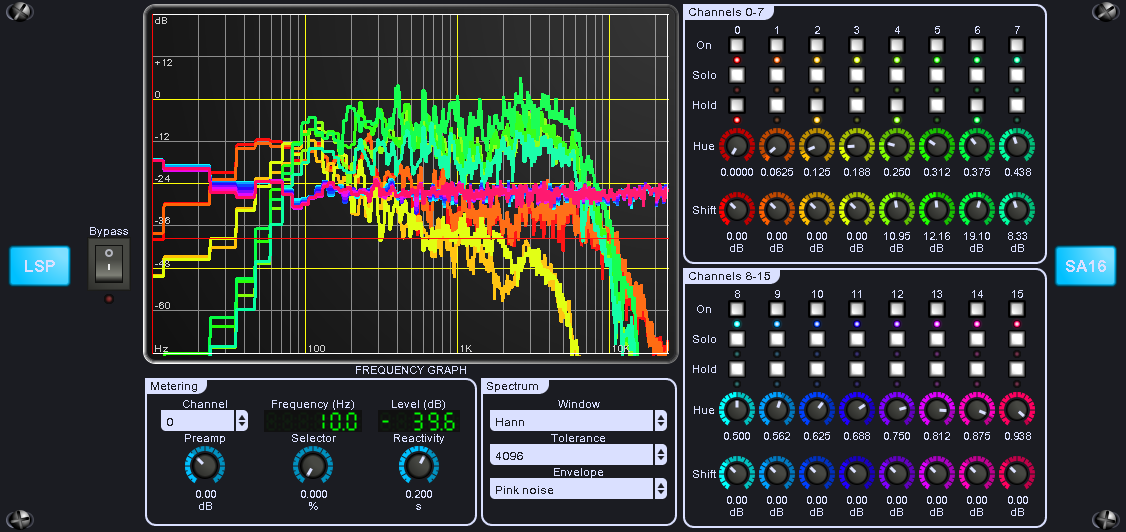 dB
+12
0
-12
-24
-36
-48
-60
Hz 100 1K 10K
FREQUENCY GRAPH
LSP
Bypass
SA16
Metering
Channel Frequency (Hz) Level (dB)
0 10.0 - 39.6
Preamp Selector Reactivity
0.00 0.000 0.200
dB % s
Spectrum
Window
Hann
Tolerance
4096
Envelope
Pink noise
Channels 0-7
0 1 2 3 4 5 6 7
On
Solo
Hold
Hue
0.0000 0.0625 0.125 0.188 0.250 0.312 0.375 0.438
Shift
0.00 0.00 0.00 0.00 10.95 12.16 19.10 8.33
dB dB dB dB dB dB dB dB
Channels 8-15
8 9 10 11 12 13 14 15
On
Solo
Hold
Hue
0.500 0.562 0.625 0.688 0.750 0.812 0.875 0.938
Shift
0.00 0.00 0.00 0.00 0.00 0.00 0.00 0.00
dB dB dB dB dB dB dB dB